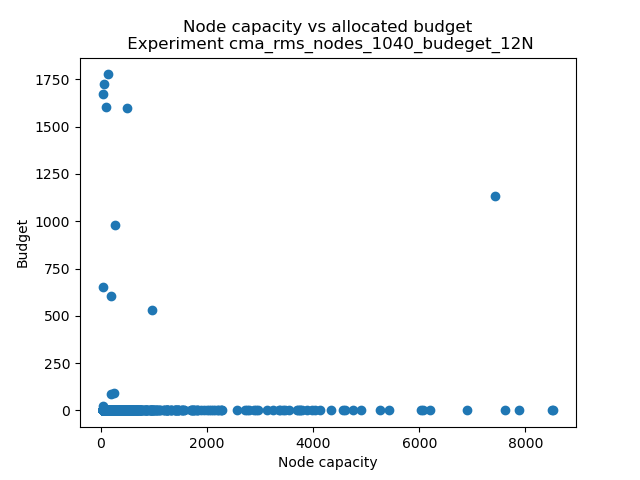 Node capacity vs allocated budget
Experiment cma_rms_nodes_1040_budeget_12N
1750
1500
1250
1000
750
500
250
0
Budget
0 2000 4000 6000 8000
Node capacity